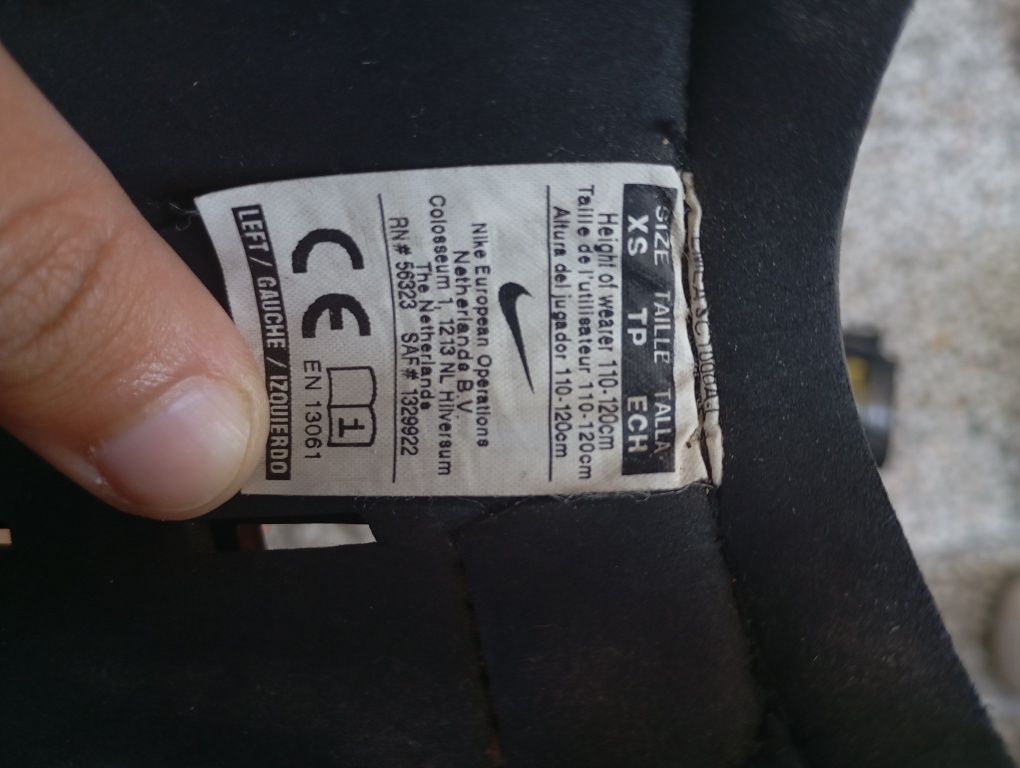 SIZE TAILLE TALLA
XS TP ECH
Height of wearer 110-120cm
Taille de l'utilisateur 110-120cm
Altura del jugador 110-120cm
Nike European Operations
Netherlands B.V.
Colosseum 1, 1213 NL Hilversum
The Netherlands
RN# 56323 SAF# 1329922
CE 1
EN 13061
LEFT / GAUCHE / IZQUIERDO